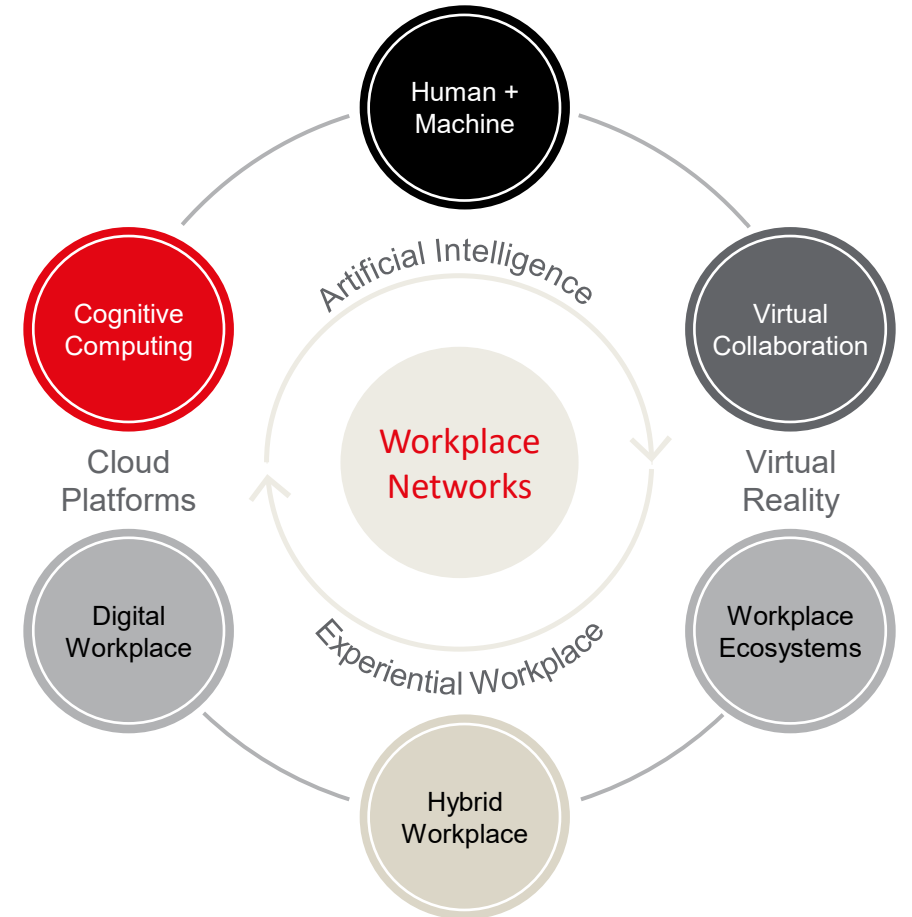 Human +
Machine
Artificial Intelligence
Cognitive
Computing
Virtual
Collaboration
Workplace
Networks
Cloud
Platforms
Virtual
Reality
Digital
Workplace
Workplace
Ecosystems
Experiential Workplace
Hybrid
Workplace